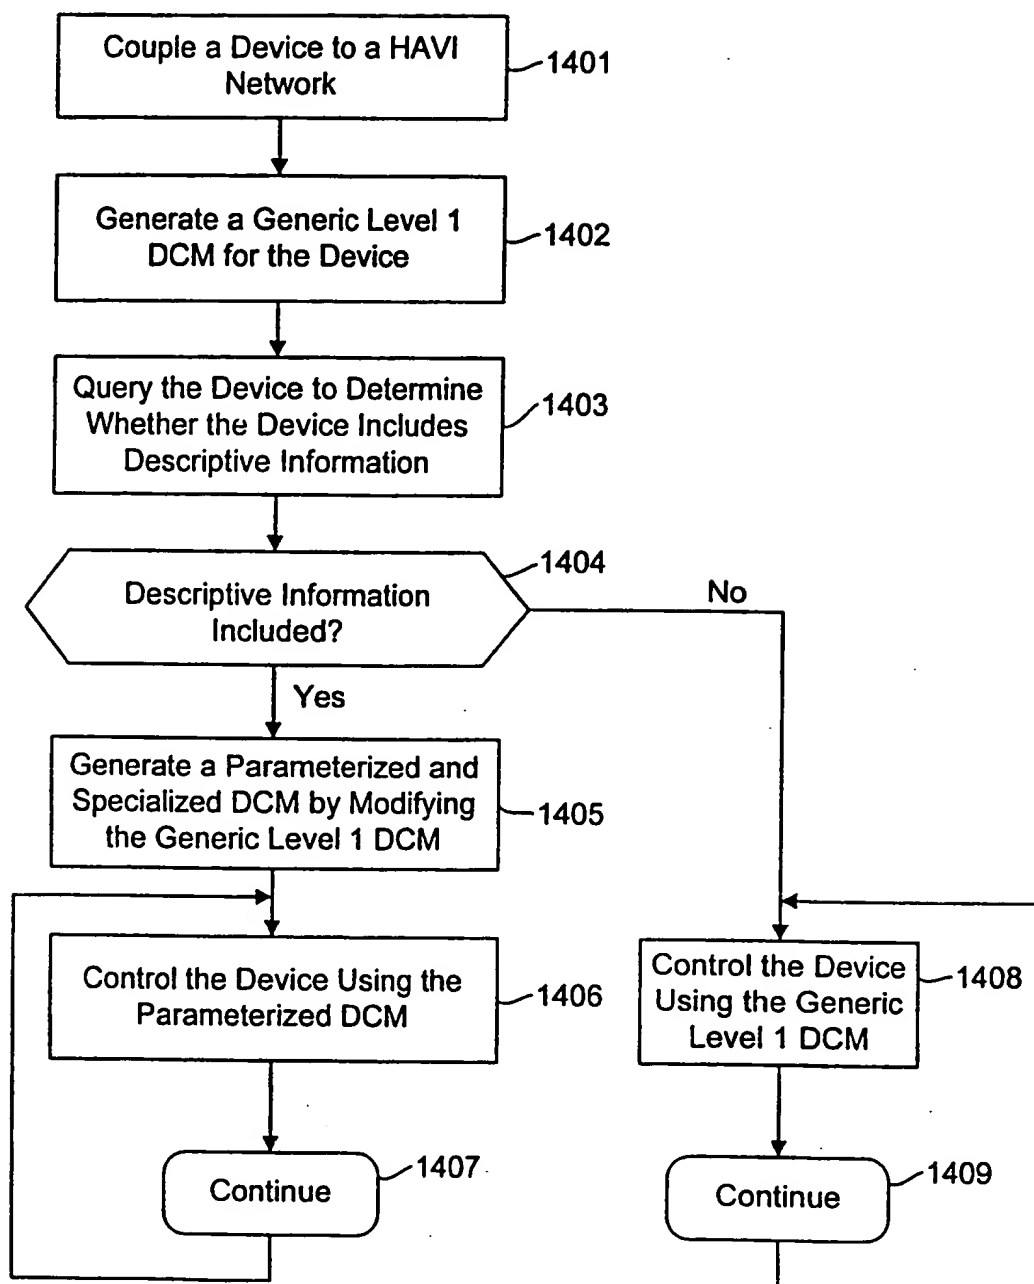 Couple a Device to a HAVI
Network
1401
Generate a Generic Level 1
DCM for the Device
1402
Query the Device to Determine
Whether the Device Includes
Descriptive Information
1403
Descriptive Information
Included?
1404
No
Yes
Generate a Parameterized and
Specialized DCM by Modifying
the Generic Level 1 DCM
1405
Control the Device Using the
Parameterized DCM
1406
Control the Device
Using the Generic
Level 1 DCM
1408
Continue
1407
Continue
1409